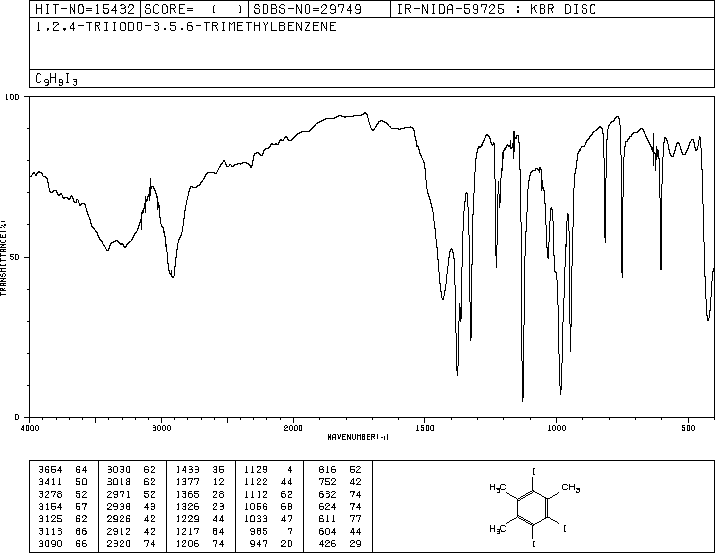 HIT-NO=15432 SCORE= ( ) SDBS-NO=29749 IR-NIDA-59725 : KBR DISC
1,2,4-TRIIODO-3,5,6-TRIMETHYLBENZENE
C9H9I3
100
50
0
TRANSMITTANCE(%)
4000 3000 2000 1500 1000 500
WAVENUMBER(-1)
3664 64 3030 62 1433 35 1129 4 816 52
3411 50 3018 62 1377 12 1122 44 752 42
3278 52 2971 52 1365 28 1112 62 632 74
3154 57 2938 49 1326 23 1056 68 624 74
3125 62 2926 42 1229 44 1033 47 611 77
3113 66 2912 42 1217 84 985 7 604 44
3090 66 2320 74 1206 74 947 20 426 29
I
H3C CH3
H3C I
I